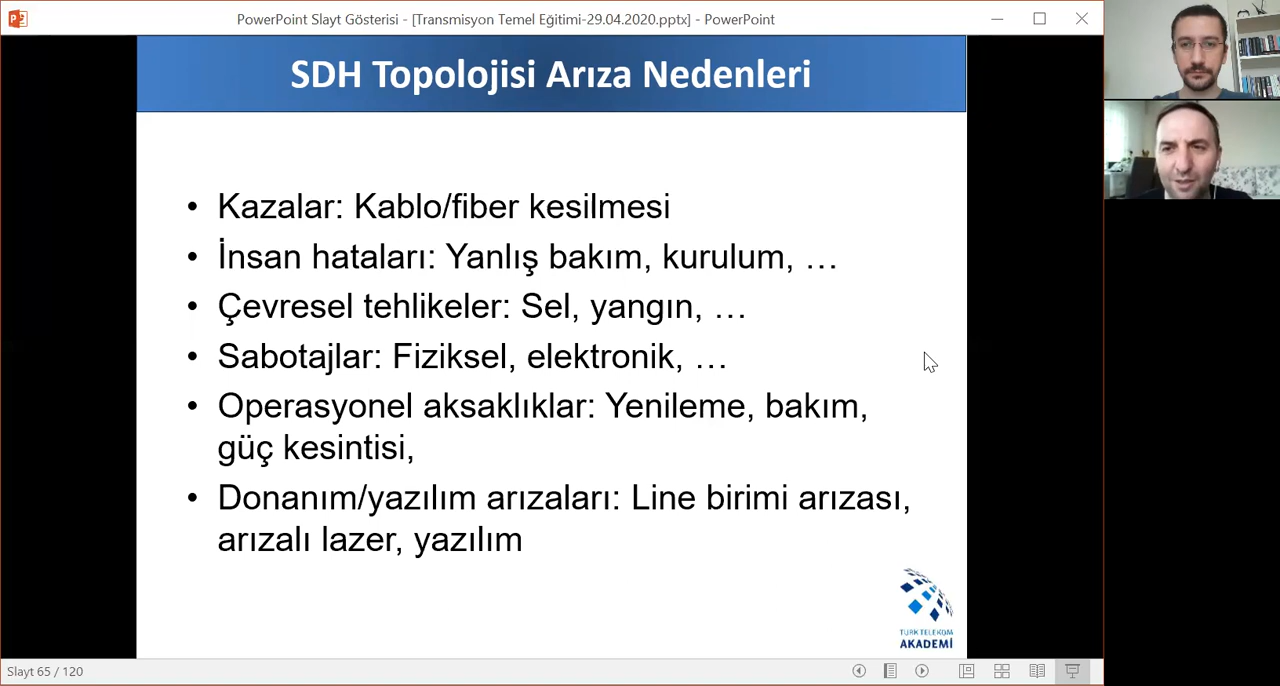 PowerPoint Slayt Gösterisi - [Transmisyon Temel Eğitimi-29.04.2020.pptx] - PowerPoint
SDH Topolojisi Arıza Nedenleri
• Kazalar: Kablo/fiber kesilmesi
• İnsan hataları: Yanlış bakım, kurulum, …
• Çevresel tehlikeler: Sel, yangın, …
• Sabotajlar: Fiziksel, elektronik, …
• Operasyonel aksaklıklar: Yenileme, bakım,
güç kesintisi,
• Donanım/yazılım arızaları: Line birimi arızası,
arızalı lazer, yazılım
TÜRK TELEKOM
AKADEMİ
Slayt 65 / 120